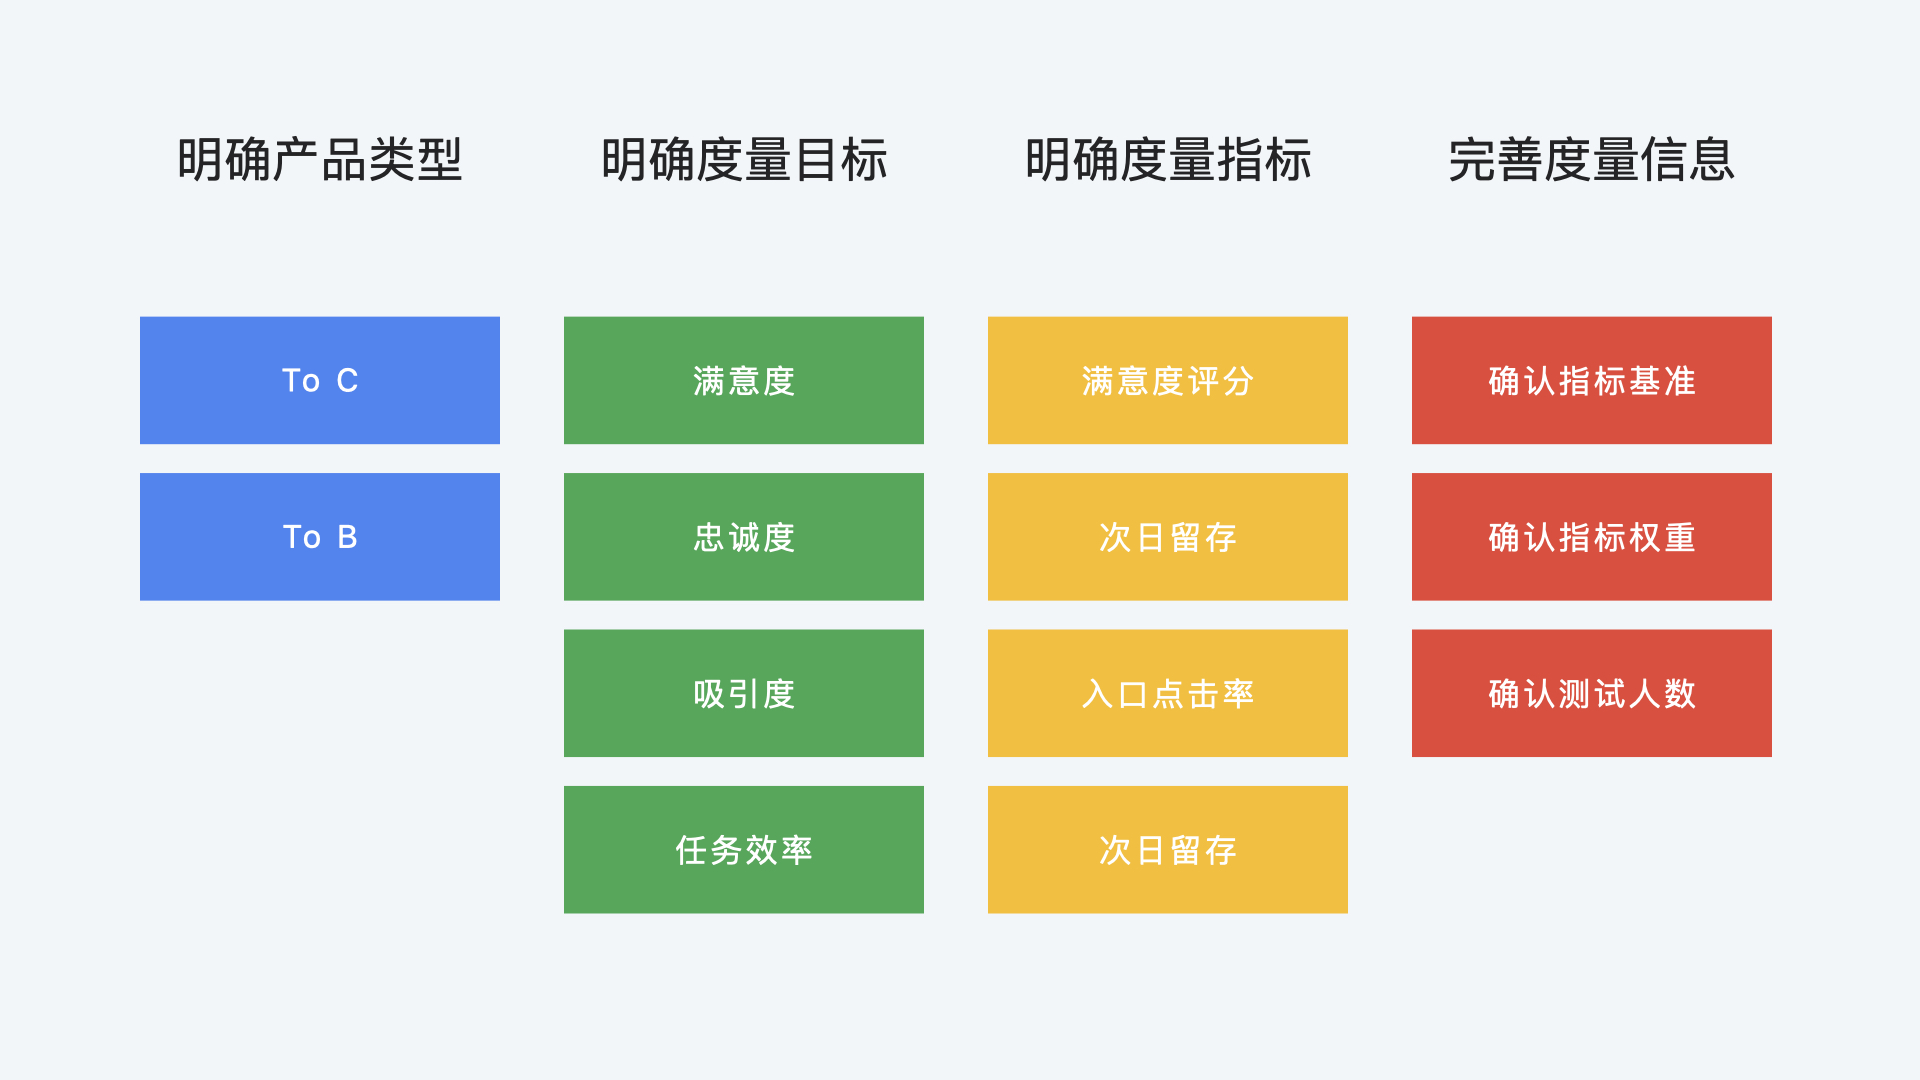 明确产品类型
To C
To B
明确度量目标
满意度
忠诚度
吸引度
任务效率
明确度量指标
满意度评分
次日留存
入口点击率
次日留存
完善度量信息
确认指标基准
确认指标权重
确认测试人数